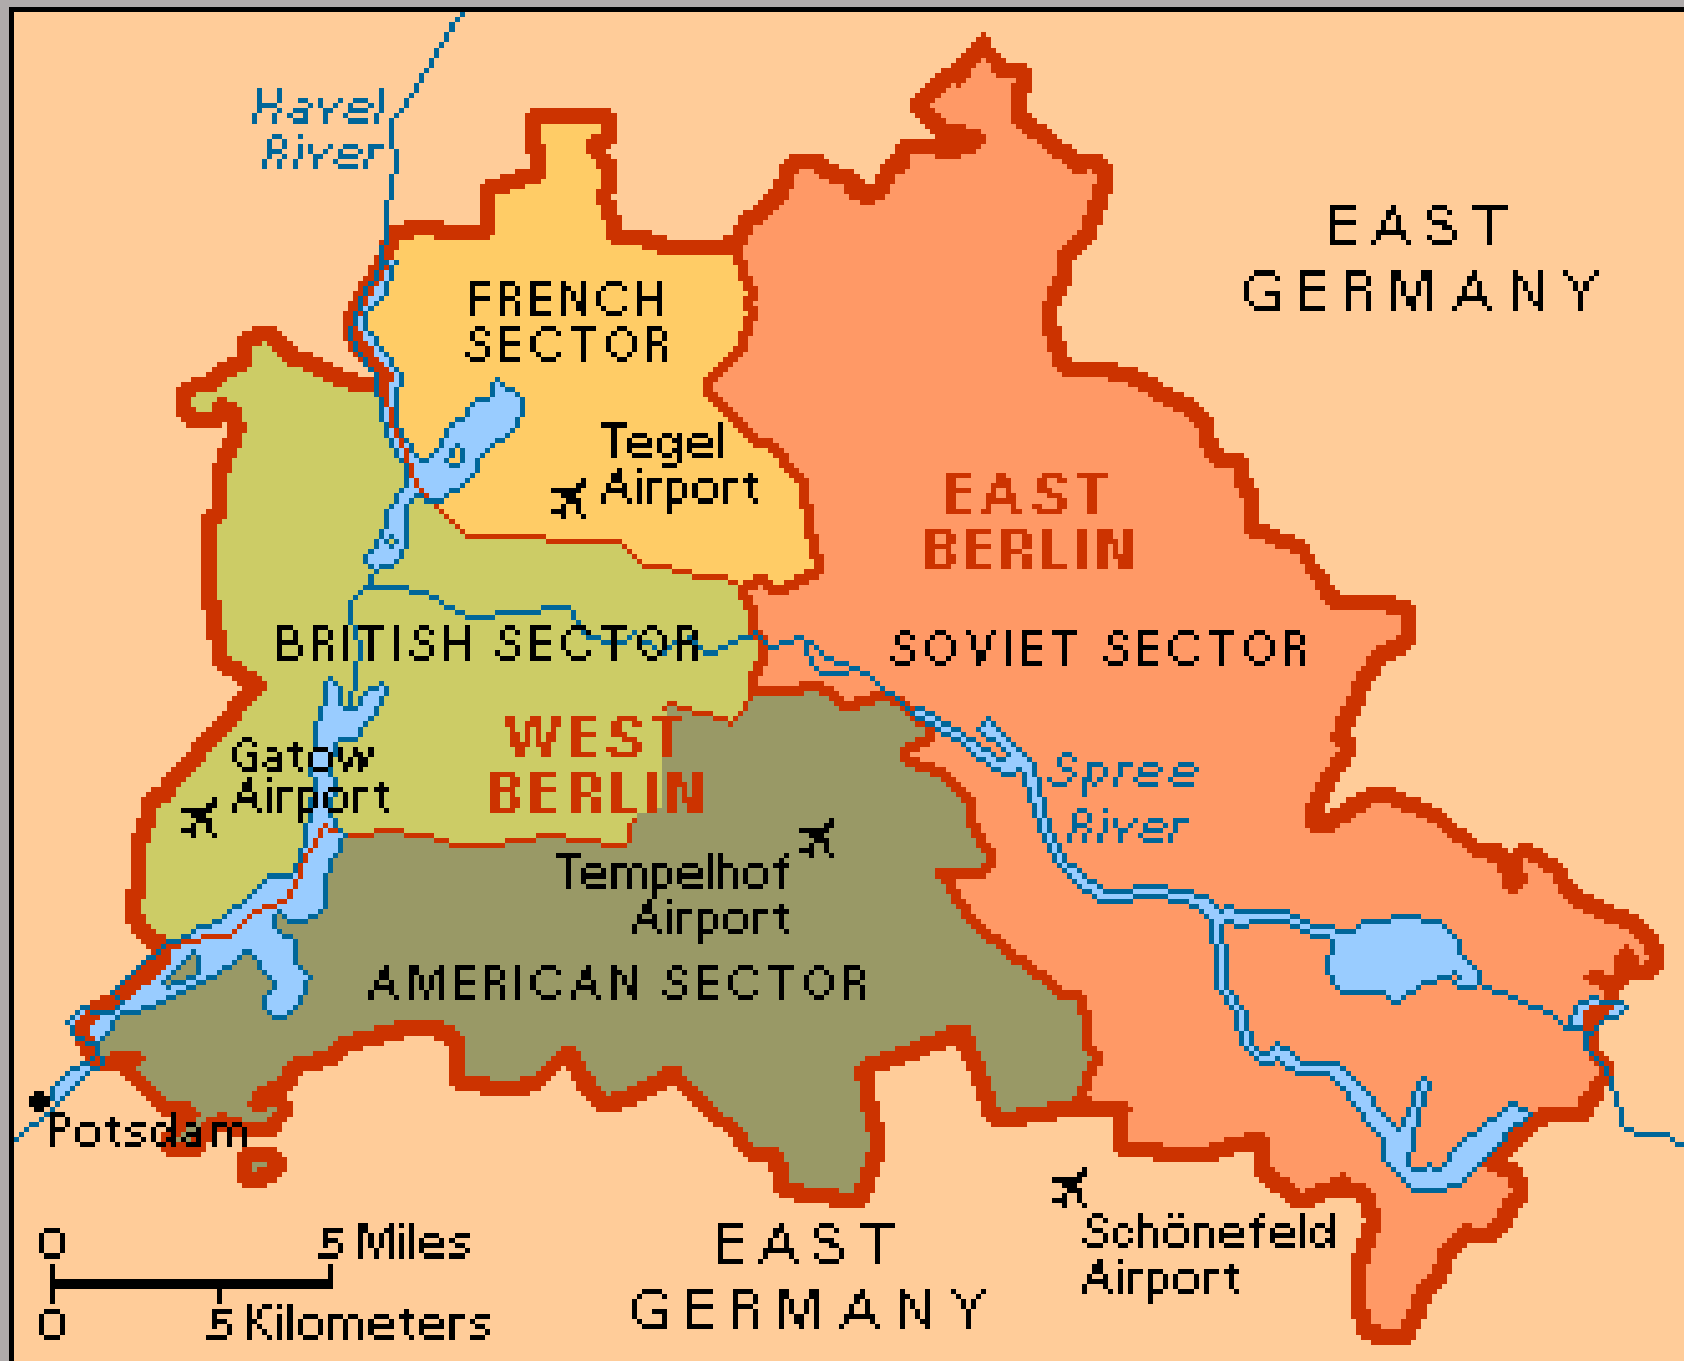 Havel
River
EAST
GERMANY
FRENCH
SECTOR
Tegel
Airport
EAST
BERLIN
BRITISH SECTOR
SOVIET SECTOR
WEST
BERLIN
Gatow
Airport
Spree
River
Tempelhof
Airport
AMERICAN SECTOR
Potsdam
Schönefeld
Airport
EAST
GERMANY
0 5 Miles
0 5 Kilometers